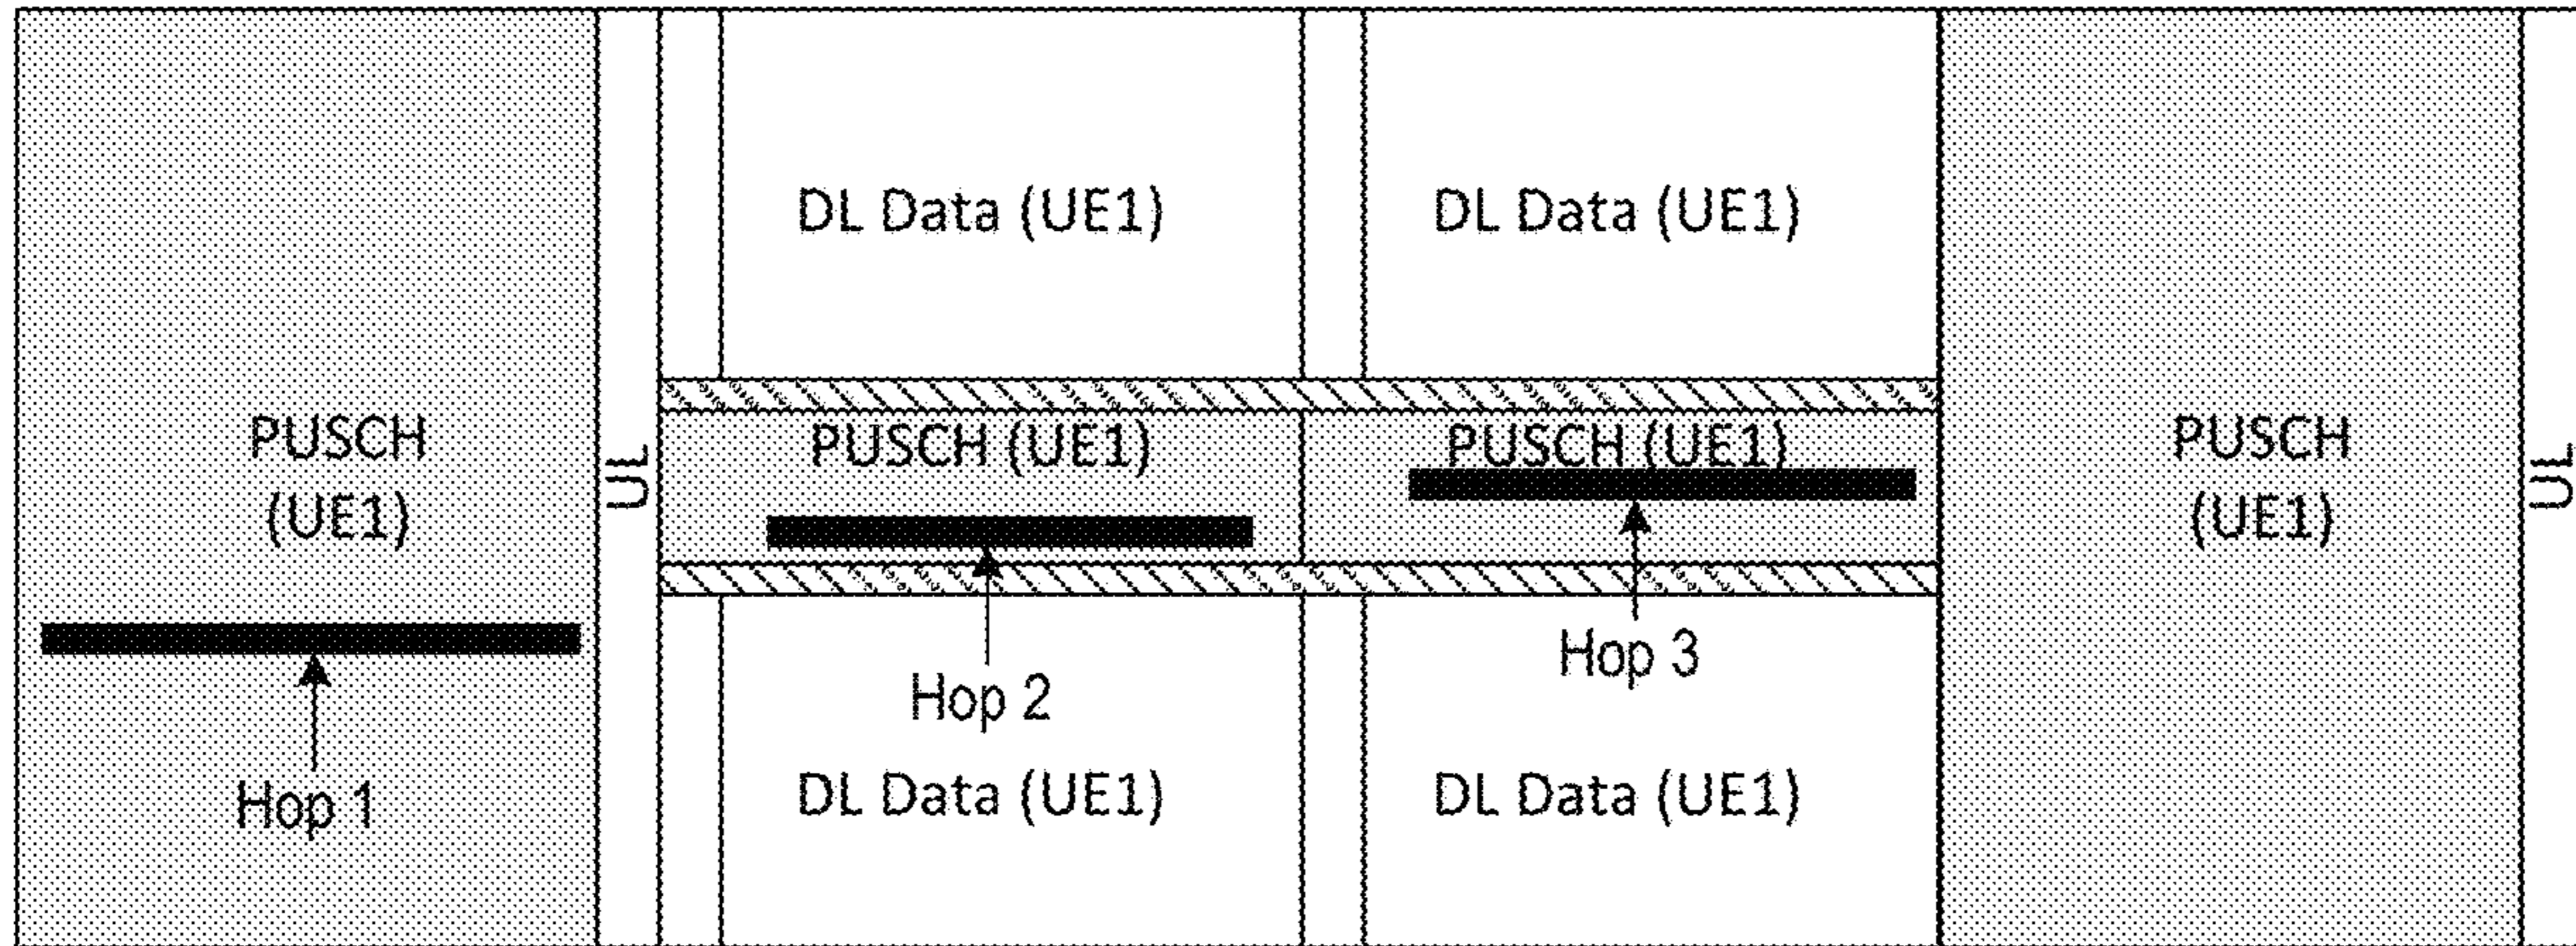 PUSCH
(UE1)
Hop 1
UL
DL Data (UE1)
DL Data (UE1)
PUSCH (UE1)
PUSCH (UE1)
Hop 2
Hop 3
DL Data (UE1)
DL Data (UE1)
PUSCH
(UE1)
UL